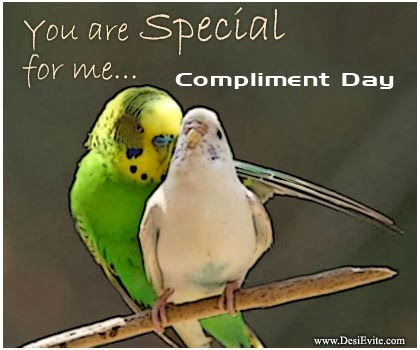 You are Special
for me...
Compliment Day
www.DesiEvite.com